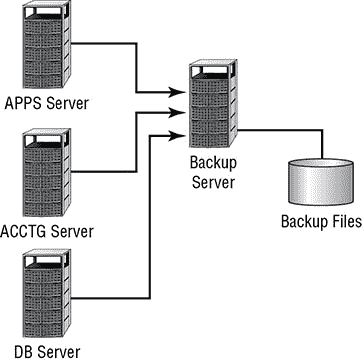 APPS Server
ACCTG Server
DB Server
Backup
Server
Backup Files